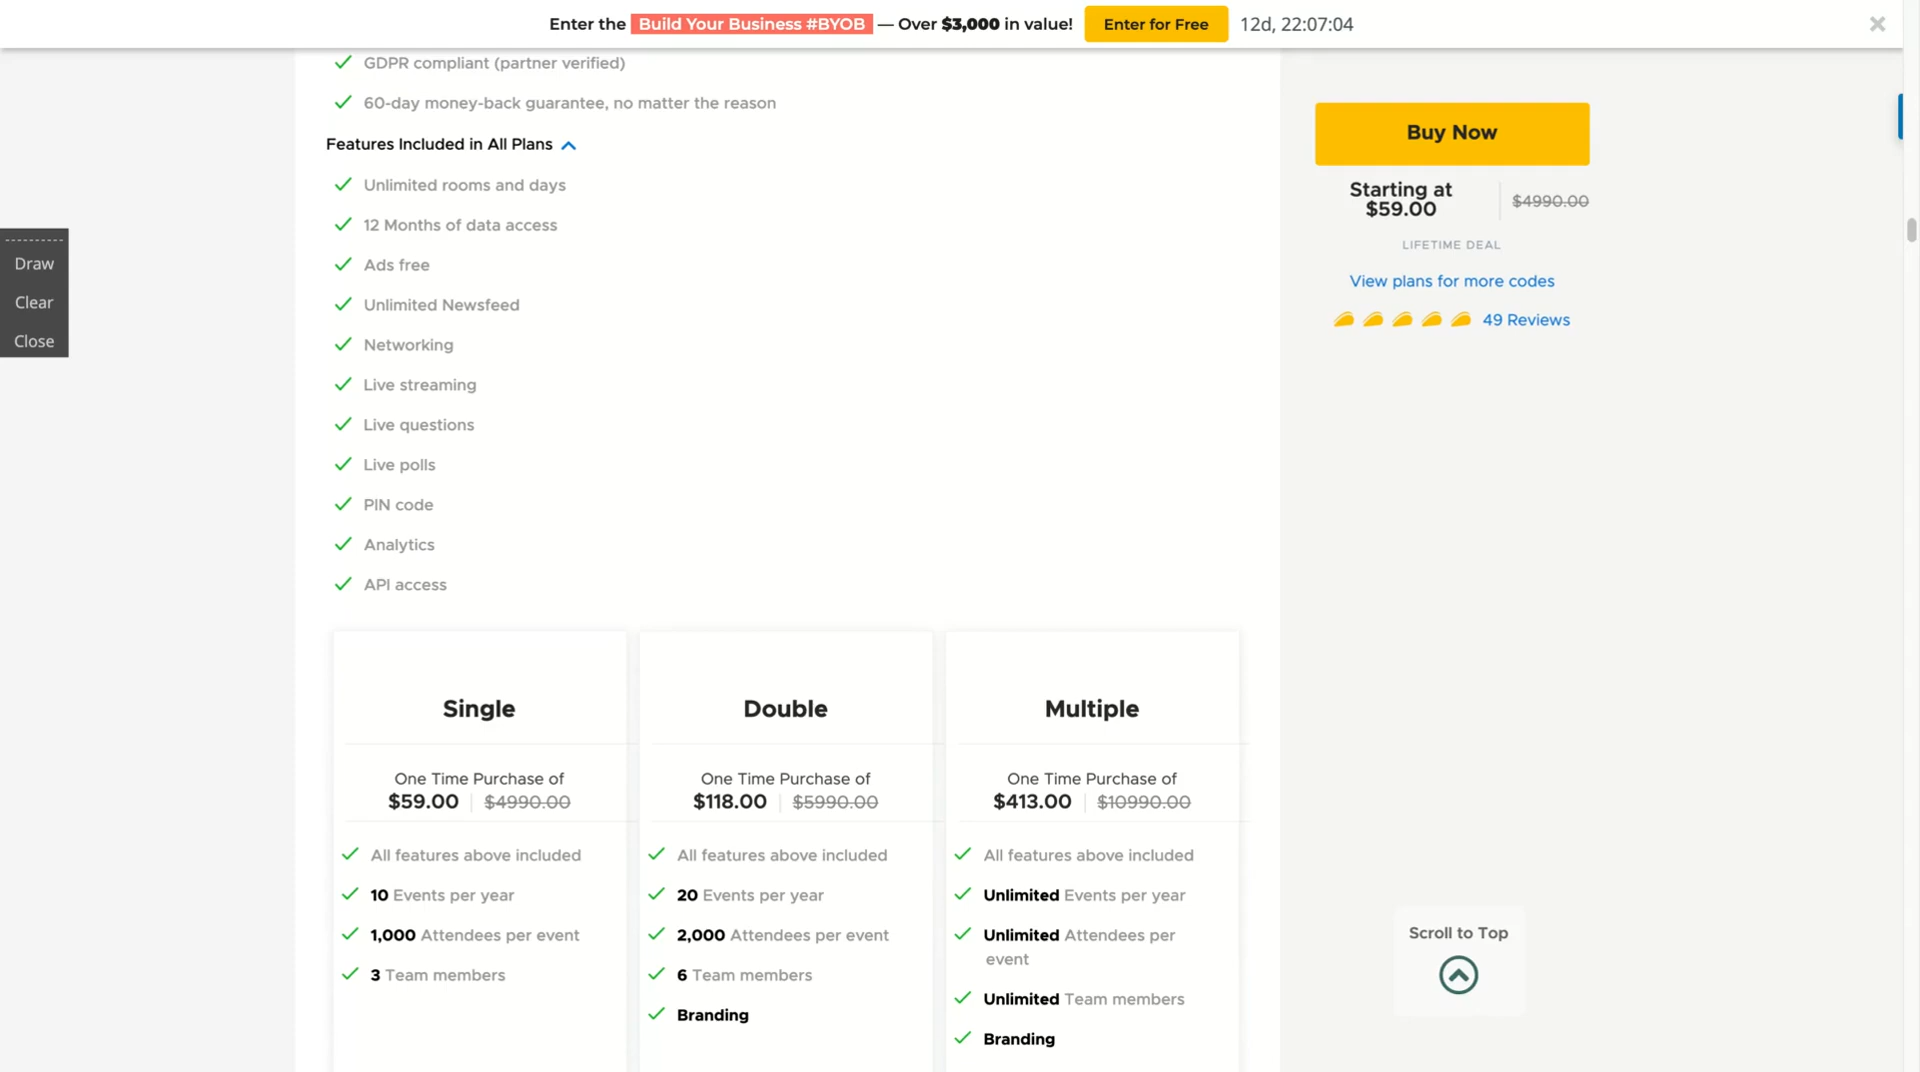 Enter the Build Your Business #BYOB — Over $3,000 in value! Enter for Free 12d, 22:07:04
GDPR compliant (partner verified)
60-day money-back guarantee, no matter the reason
Features Included in All Plans
Unlimited rooms and days
12 Months of data access
Ads free
Unlimited Newsfeed
Networking
Live streaming
Live questions
Live polls
PIN code
Analytics
API access
Draw
Clear
Close
Buy Now
Starting at
$59.00
$4990.00
LIFETIME DEAL
View plans for more codes
49 Reviews
Single
One Time Purchase of
$59.00 $4990.00
All features above included
10 Events per year
1,000 Attendees per event
3 Team members
Double
One Time Purchase of
$118.00 $5990.00
All features above included
20 Events per year
2,000 Attendees per event
6 Team members
Branding
Multiple
One Time Purchase of
$413.00 $10990.00
All features above included
Unlimited Events per year
Unlimited Attendees per
event
Unlimited Team members
Branding
Scroll to Top